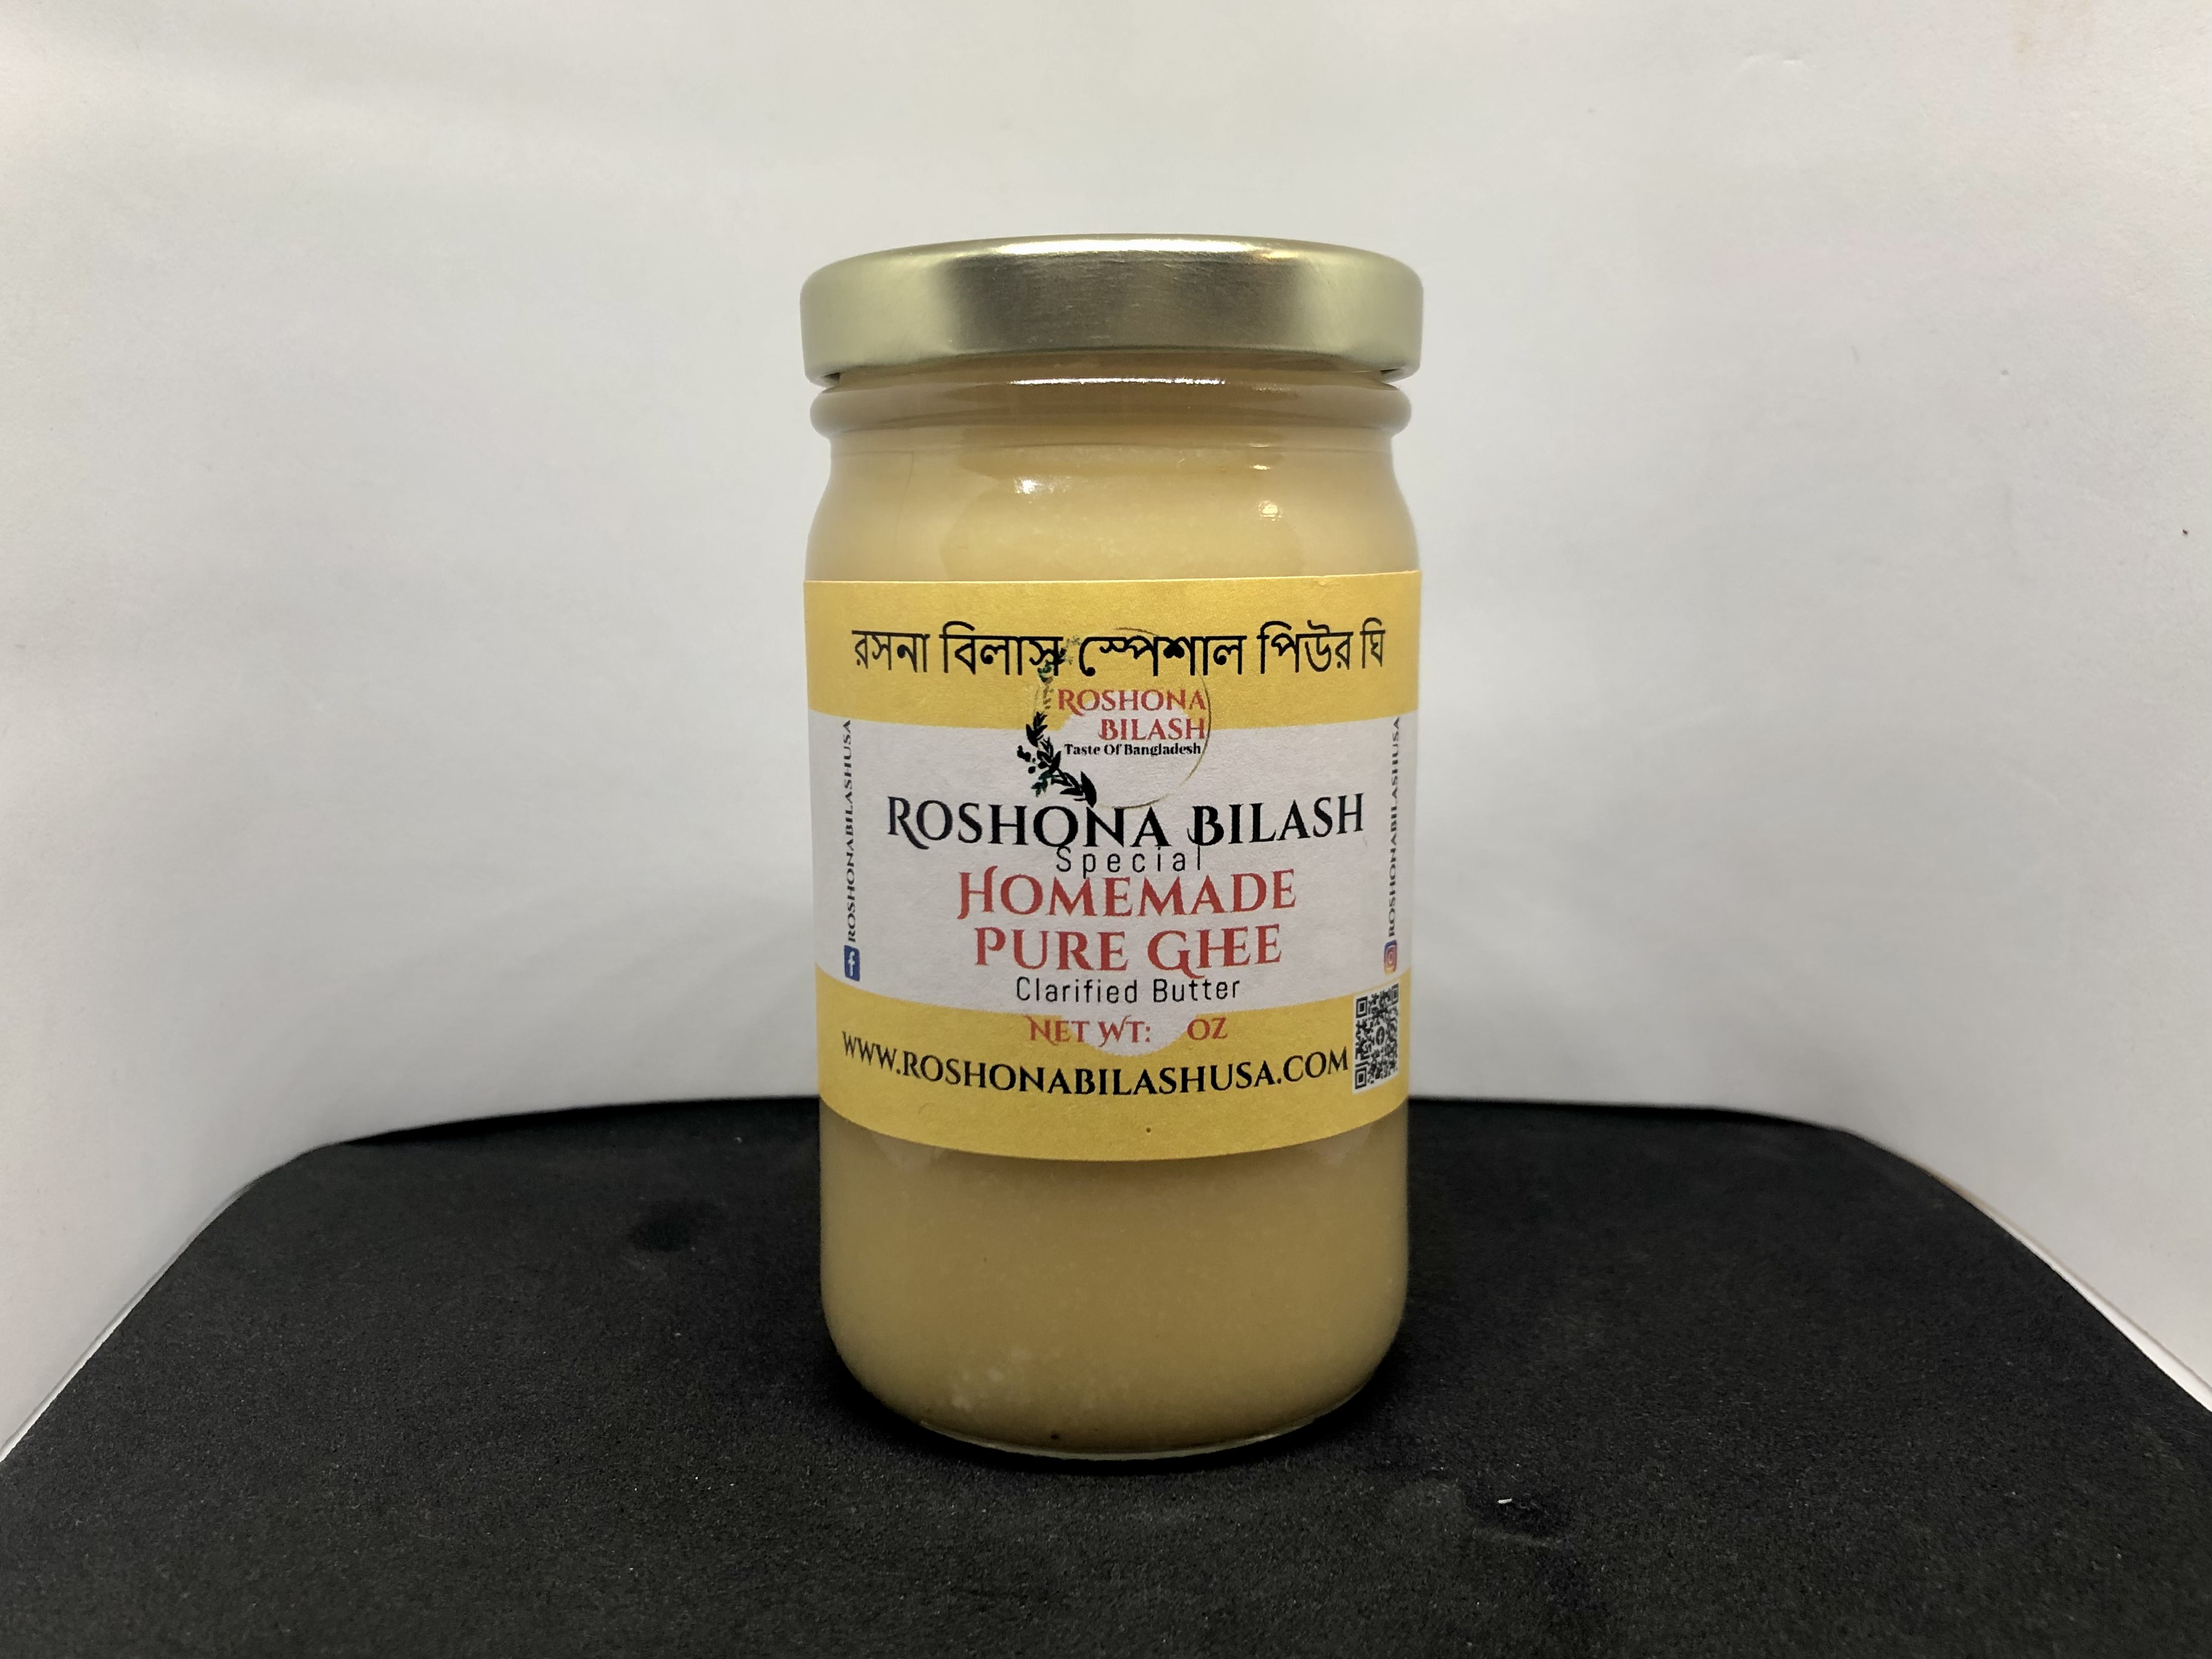 রসনা বিলাস স্পেশাল পিউর ঘি
ROSHONA
BILASH
Taste Of Bangladesh
ROSHONA BILASH
Special
HOMEMADE
PURE GHEE
Clarified Butter
NET WT: OZ
WWW.ROSHONABILASHUSA.COM
ROSHONABILASHUSA
ROSHONABILASHUSA